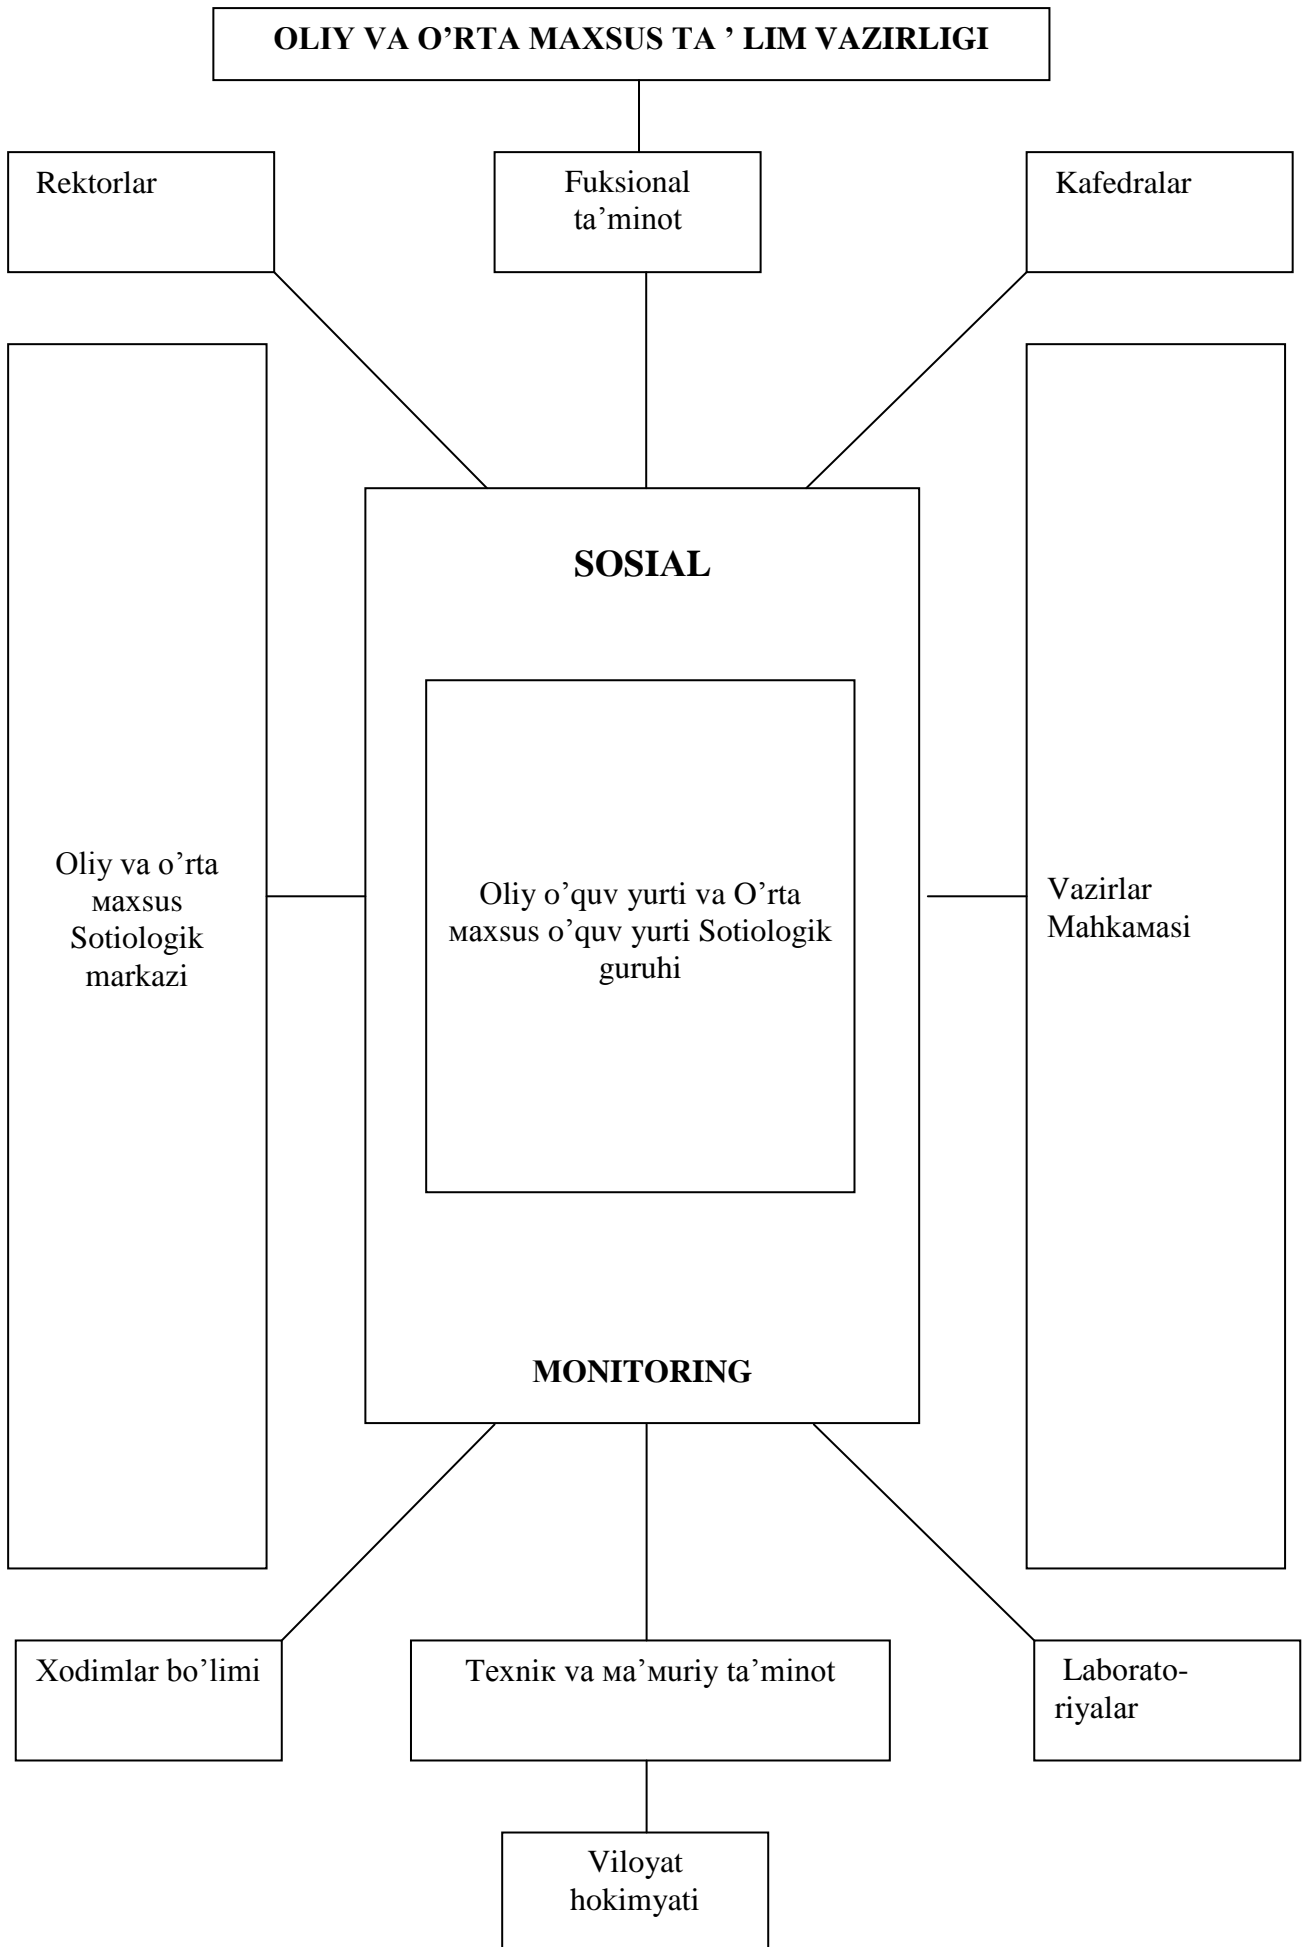 OLIY VA O’RTA MAXSUS TA ’ LIM VAZIRLIGI
Rektorlar
Fuksional
ta’minot
Kafedralar
SOSIAL
Oliy va o’rta
мaxsus
Sotiologik
markazi
Oliy o’quv yurti va O’rta
мaxsus o’quv yurti Sotiologik
guruhi
Vazirlar
Mahkaмasi
MONITORING
Xodimlar bo’limi
Texniк va мa’мuriy ta’minot
Laborato-
riyalar
Viloyat
hokimyati